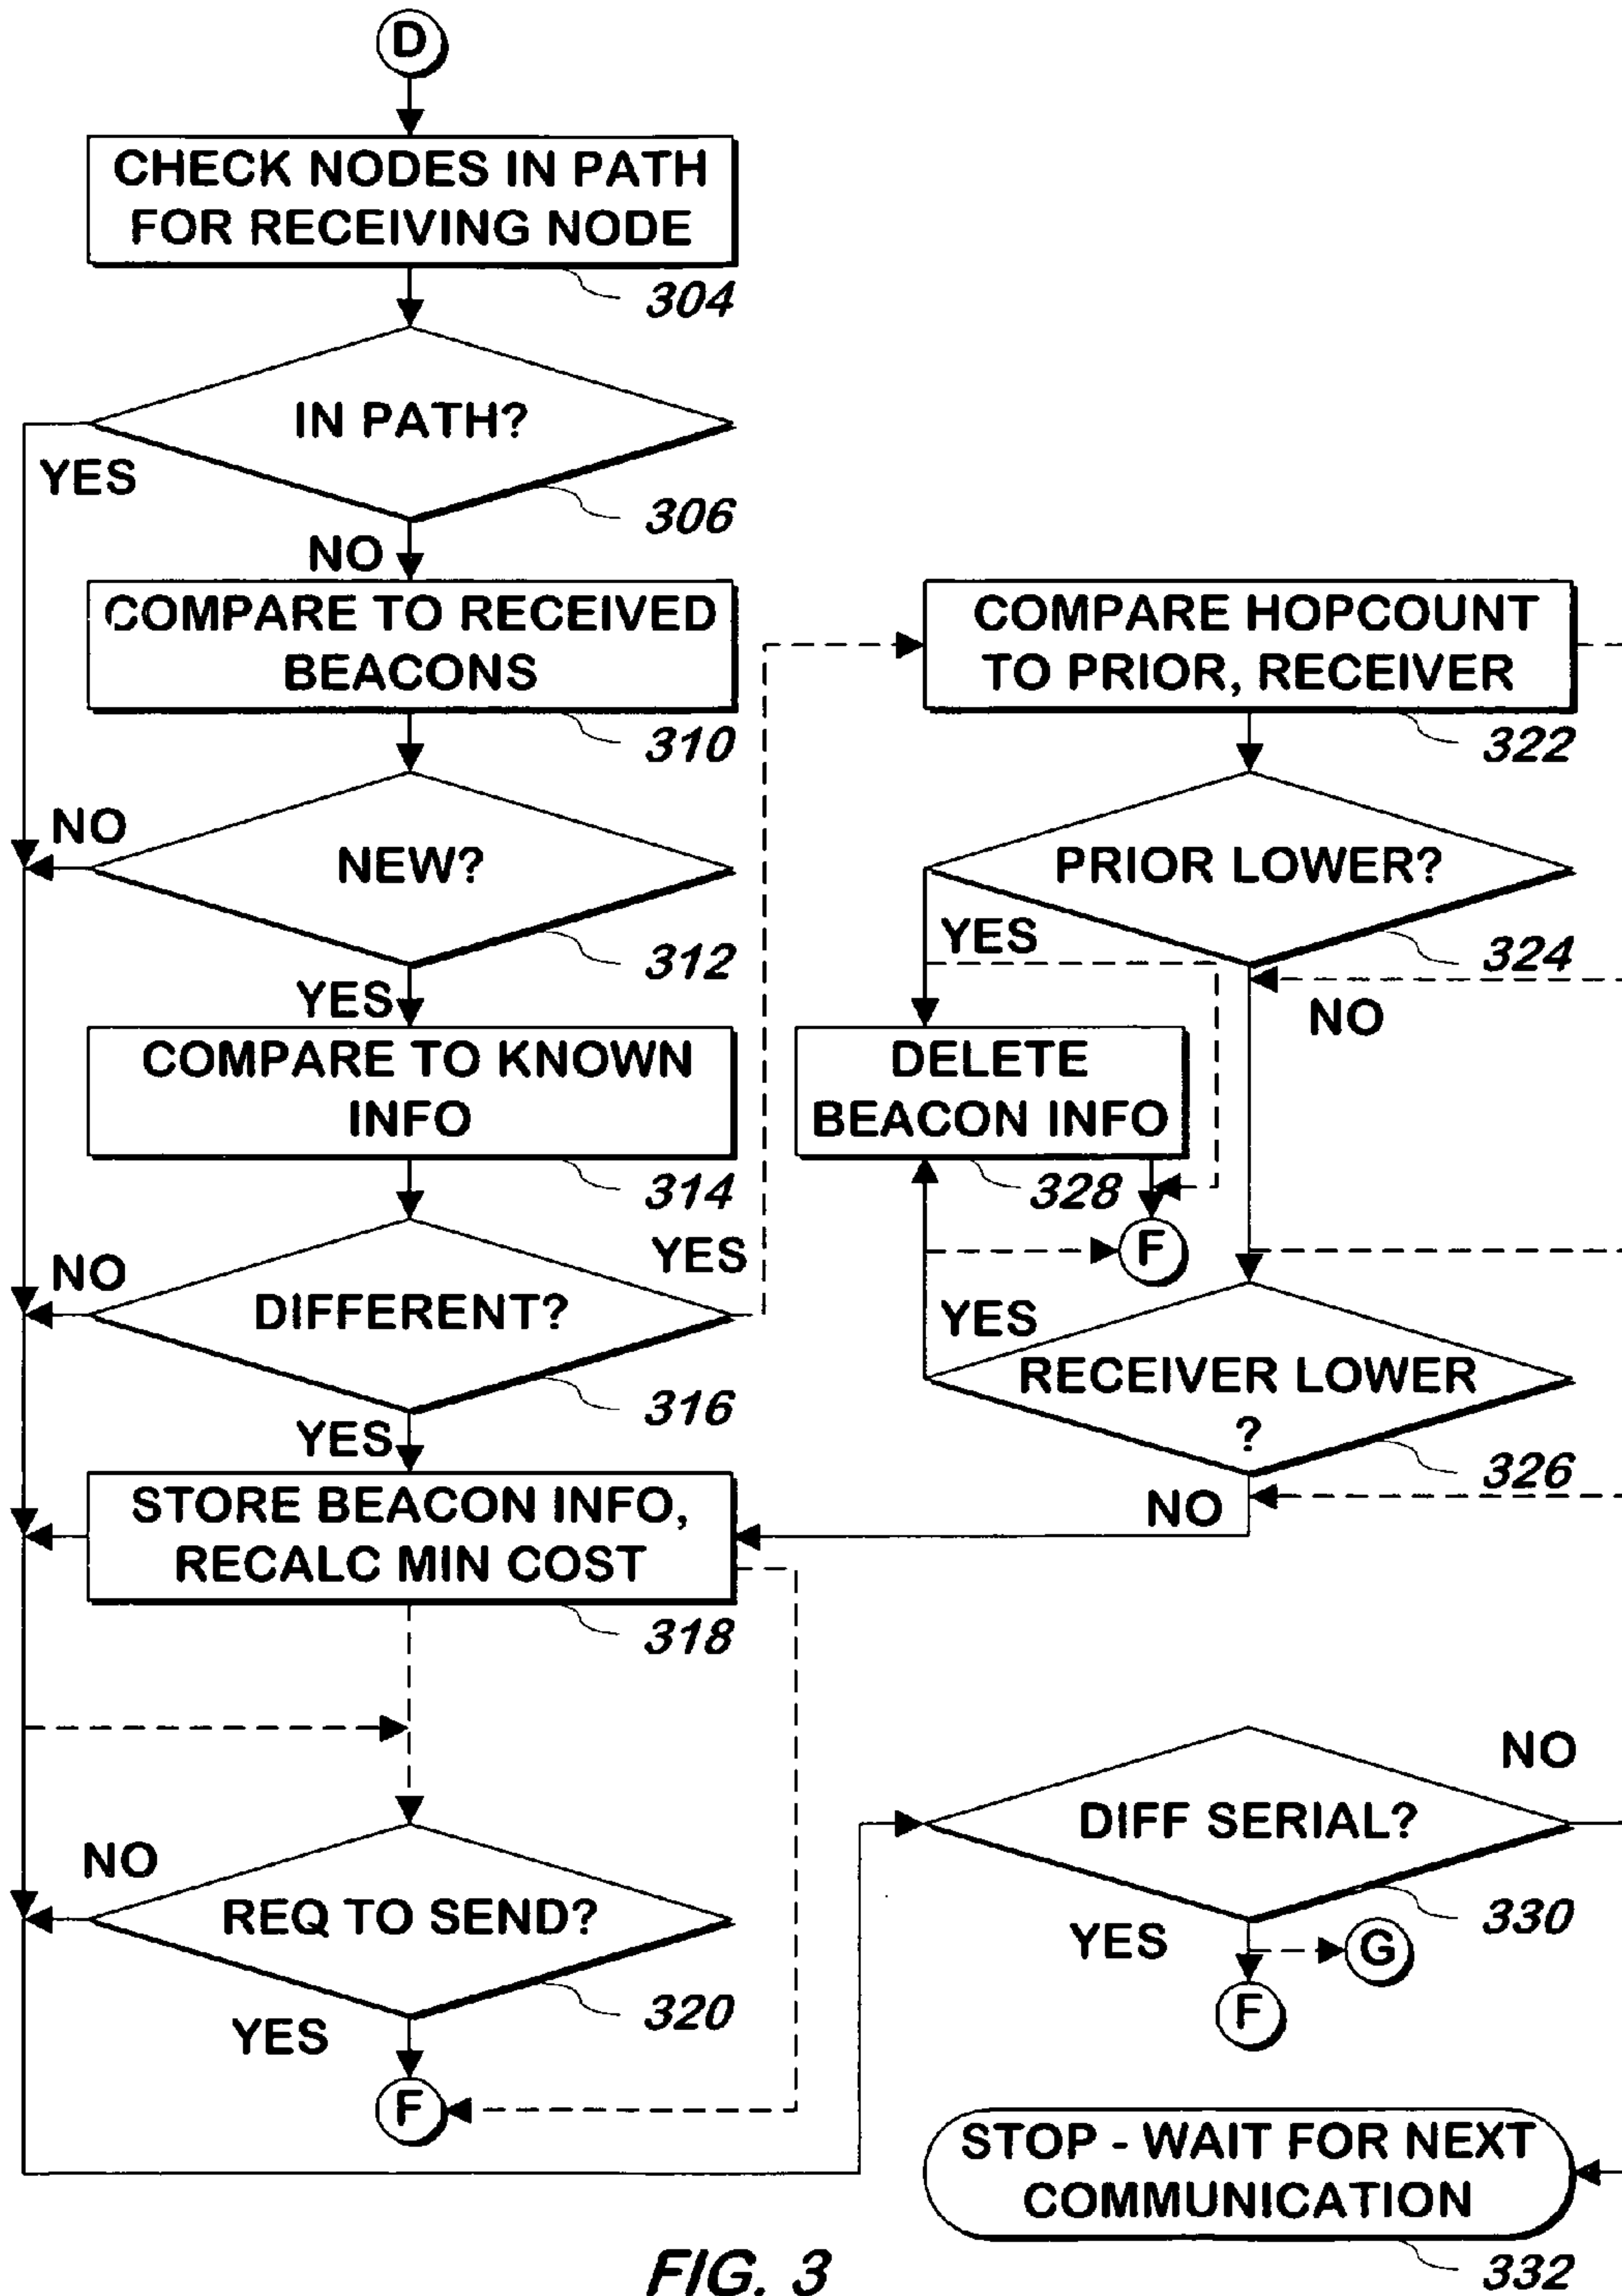 D
CHECK NODES IN PATH
FOR RECEIVING NODE
304
IN PATH?
YES
306
NO
COMPARE TO RECEIVED
BEACONS
310
NO
NEW?
312
YES
COMPARE TO KNOWN
INFO
314
NO
YES
DIFFERENT?
316
YES
STORE BEACON INFO,
RECALC MIN COST
318
NO
REQ TO SEND?
320
YES
F
COMPARE HOPCOUNT
TO PRIOR, RECEIVER
322
PRIOR LOWER?
YES
324
NO
DELETE
BEACON INFO
328
F
YES
RECEIVER LOWER
?
326
NO
NO
DIFF SERIAL?
330
YES
G
F
STOP - WAIT FOR NEXT
COMMUNICATION
332
FIG. 3